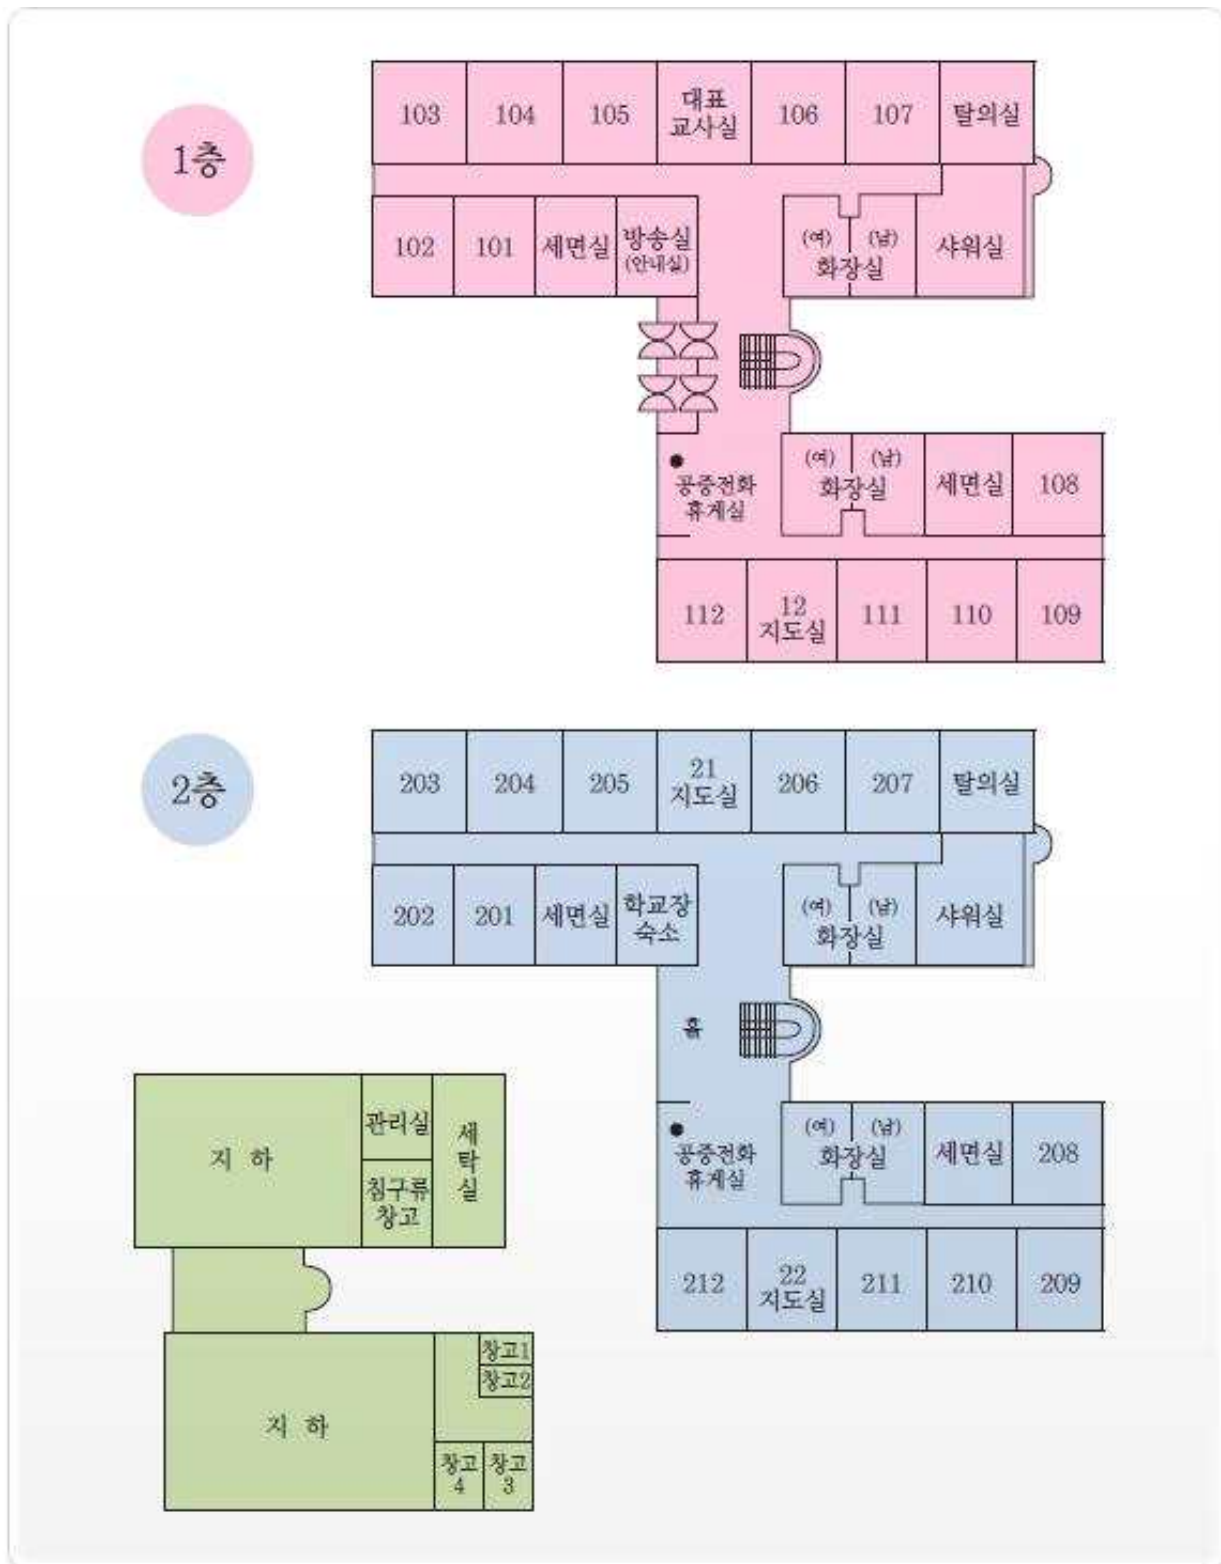 1층
103
104
105
대표
교사실
106
107
탈의실
102
101
세면실
방송실
(안내실)
(여)
(남)
화장실
샤워실
공중전화
휴게실
(여)
(남)
화장실
세면실
108
112
12
지도실
111
110
109
2층
203
204
205
21
지도실
206
207
탈의실
202
201
세면실
학교장
숙소
(여)
(남)
화장실
샤워실
홀
공중전화
휴게실
(여)
(남)
화장실
세면실
208
212
22
지도실
211
210
209
지 하
관리실
침구류
창고
세
탁
실
지 하
창고1
창고2
창고
4
창고
3